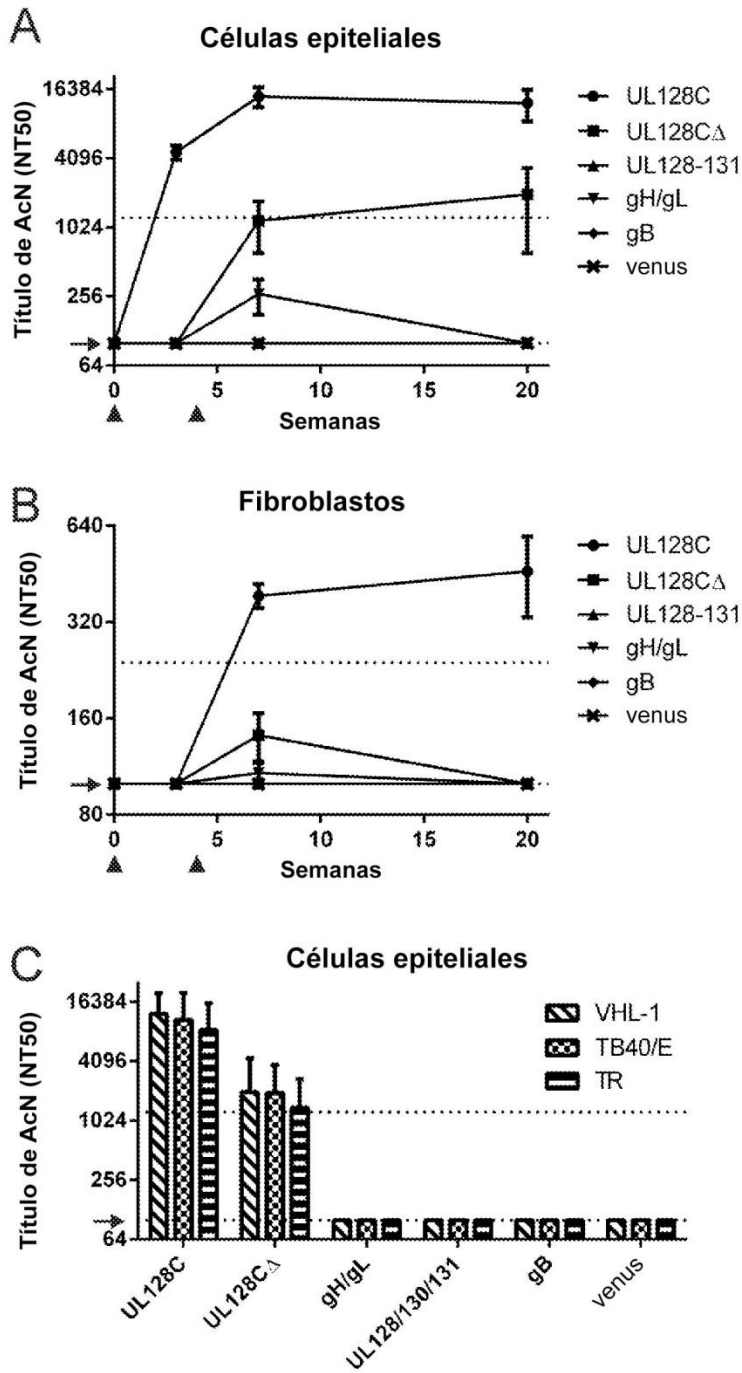 A
Células epiteliales
Título de AcN (NT50)
16384
4096
1024
256
64
0
5
10
15
20
Semanas
UL128C
UL128CΔ
UL128-131
gH/gL
gB
venus
B
Fibroblastos
Título de AcN (NT50)
640
320
160
80
0
5
10
15
20
Semanas
UL128C
UL128CΔ
UL128-131
gH/gL
gB
venus
C
Células epiteliales
Título de AcN (NT50)
16384
4096
1024
256
64
VHL-1
TB40/E
TR
UL128C
UL128CΔ
gH/gL
UL128/130/131
gB
venus